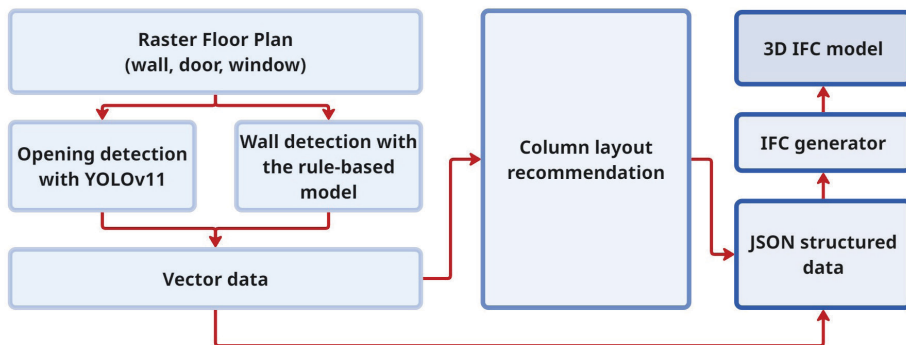 Raster Floor Plan
(wall, door, window)
Opening detection
with YOLOv11
Wall detection with
the rule-based
model
Vector data
Column layout
recommendation
3D IFC model
IFC generator
JSON structured
data